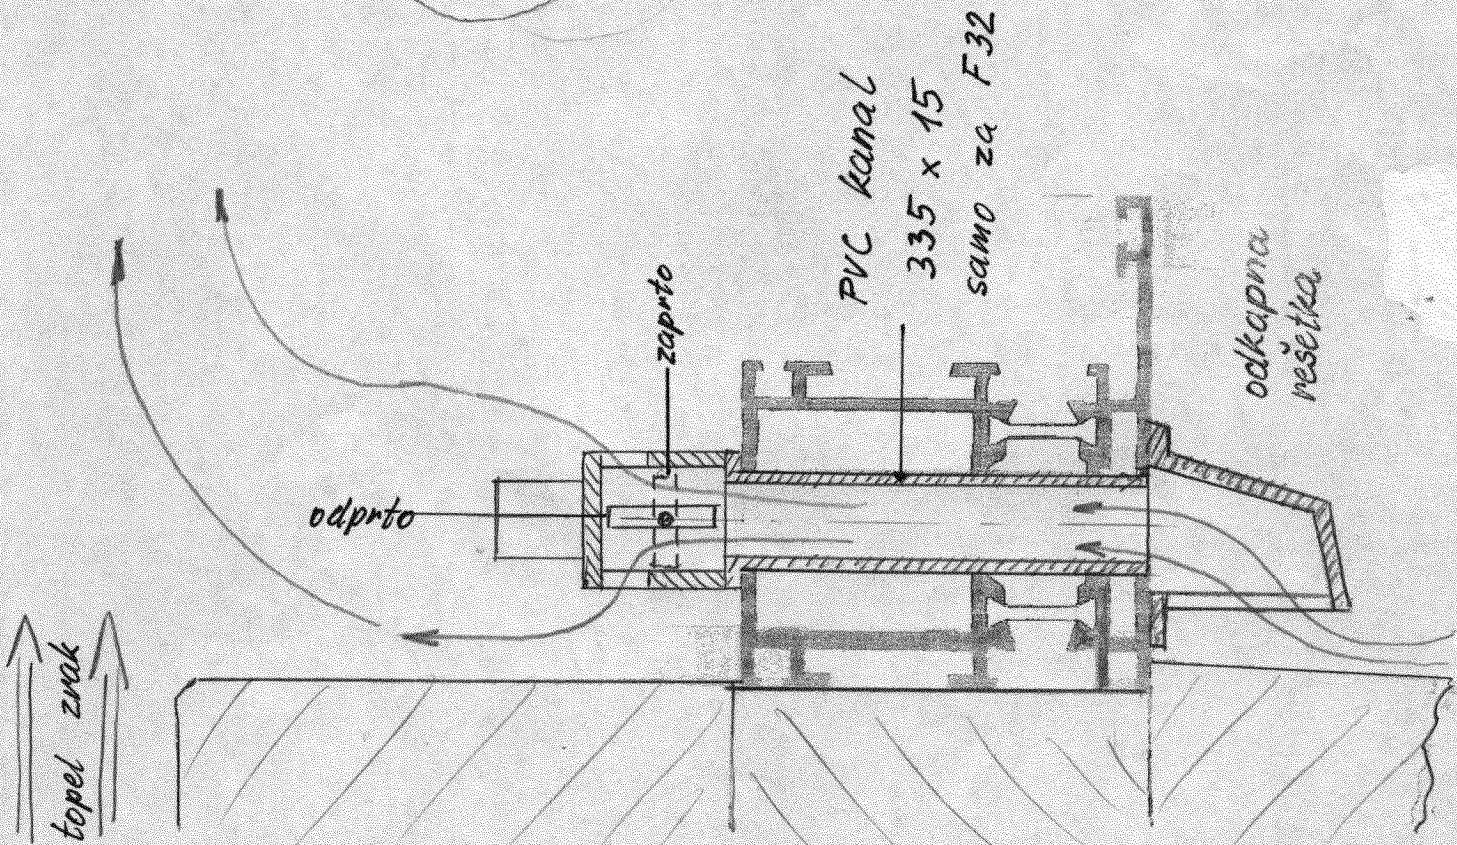 PVC kanal
335 x 15
samo za F32
zaprto
odprto
odkapna
rešetka
topel zrak